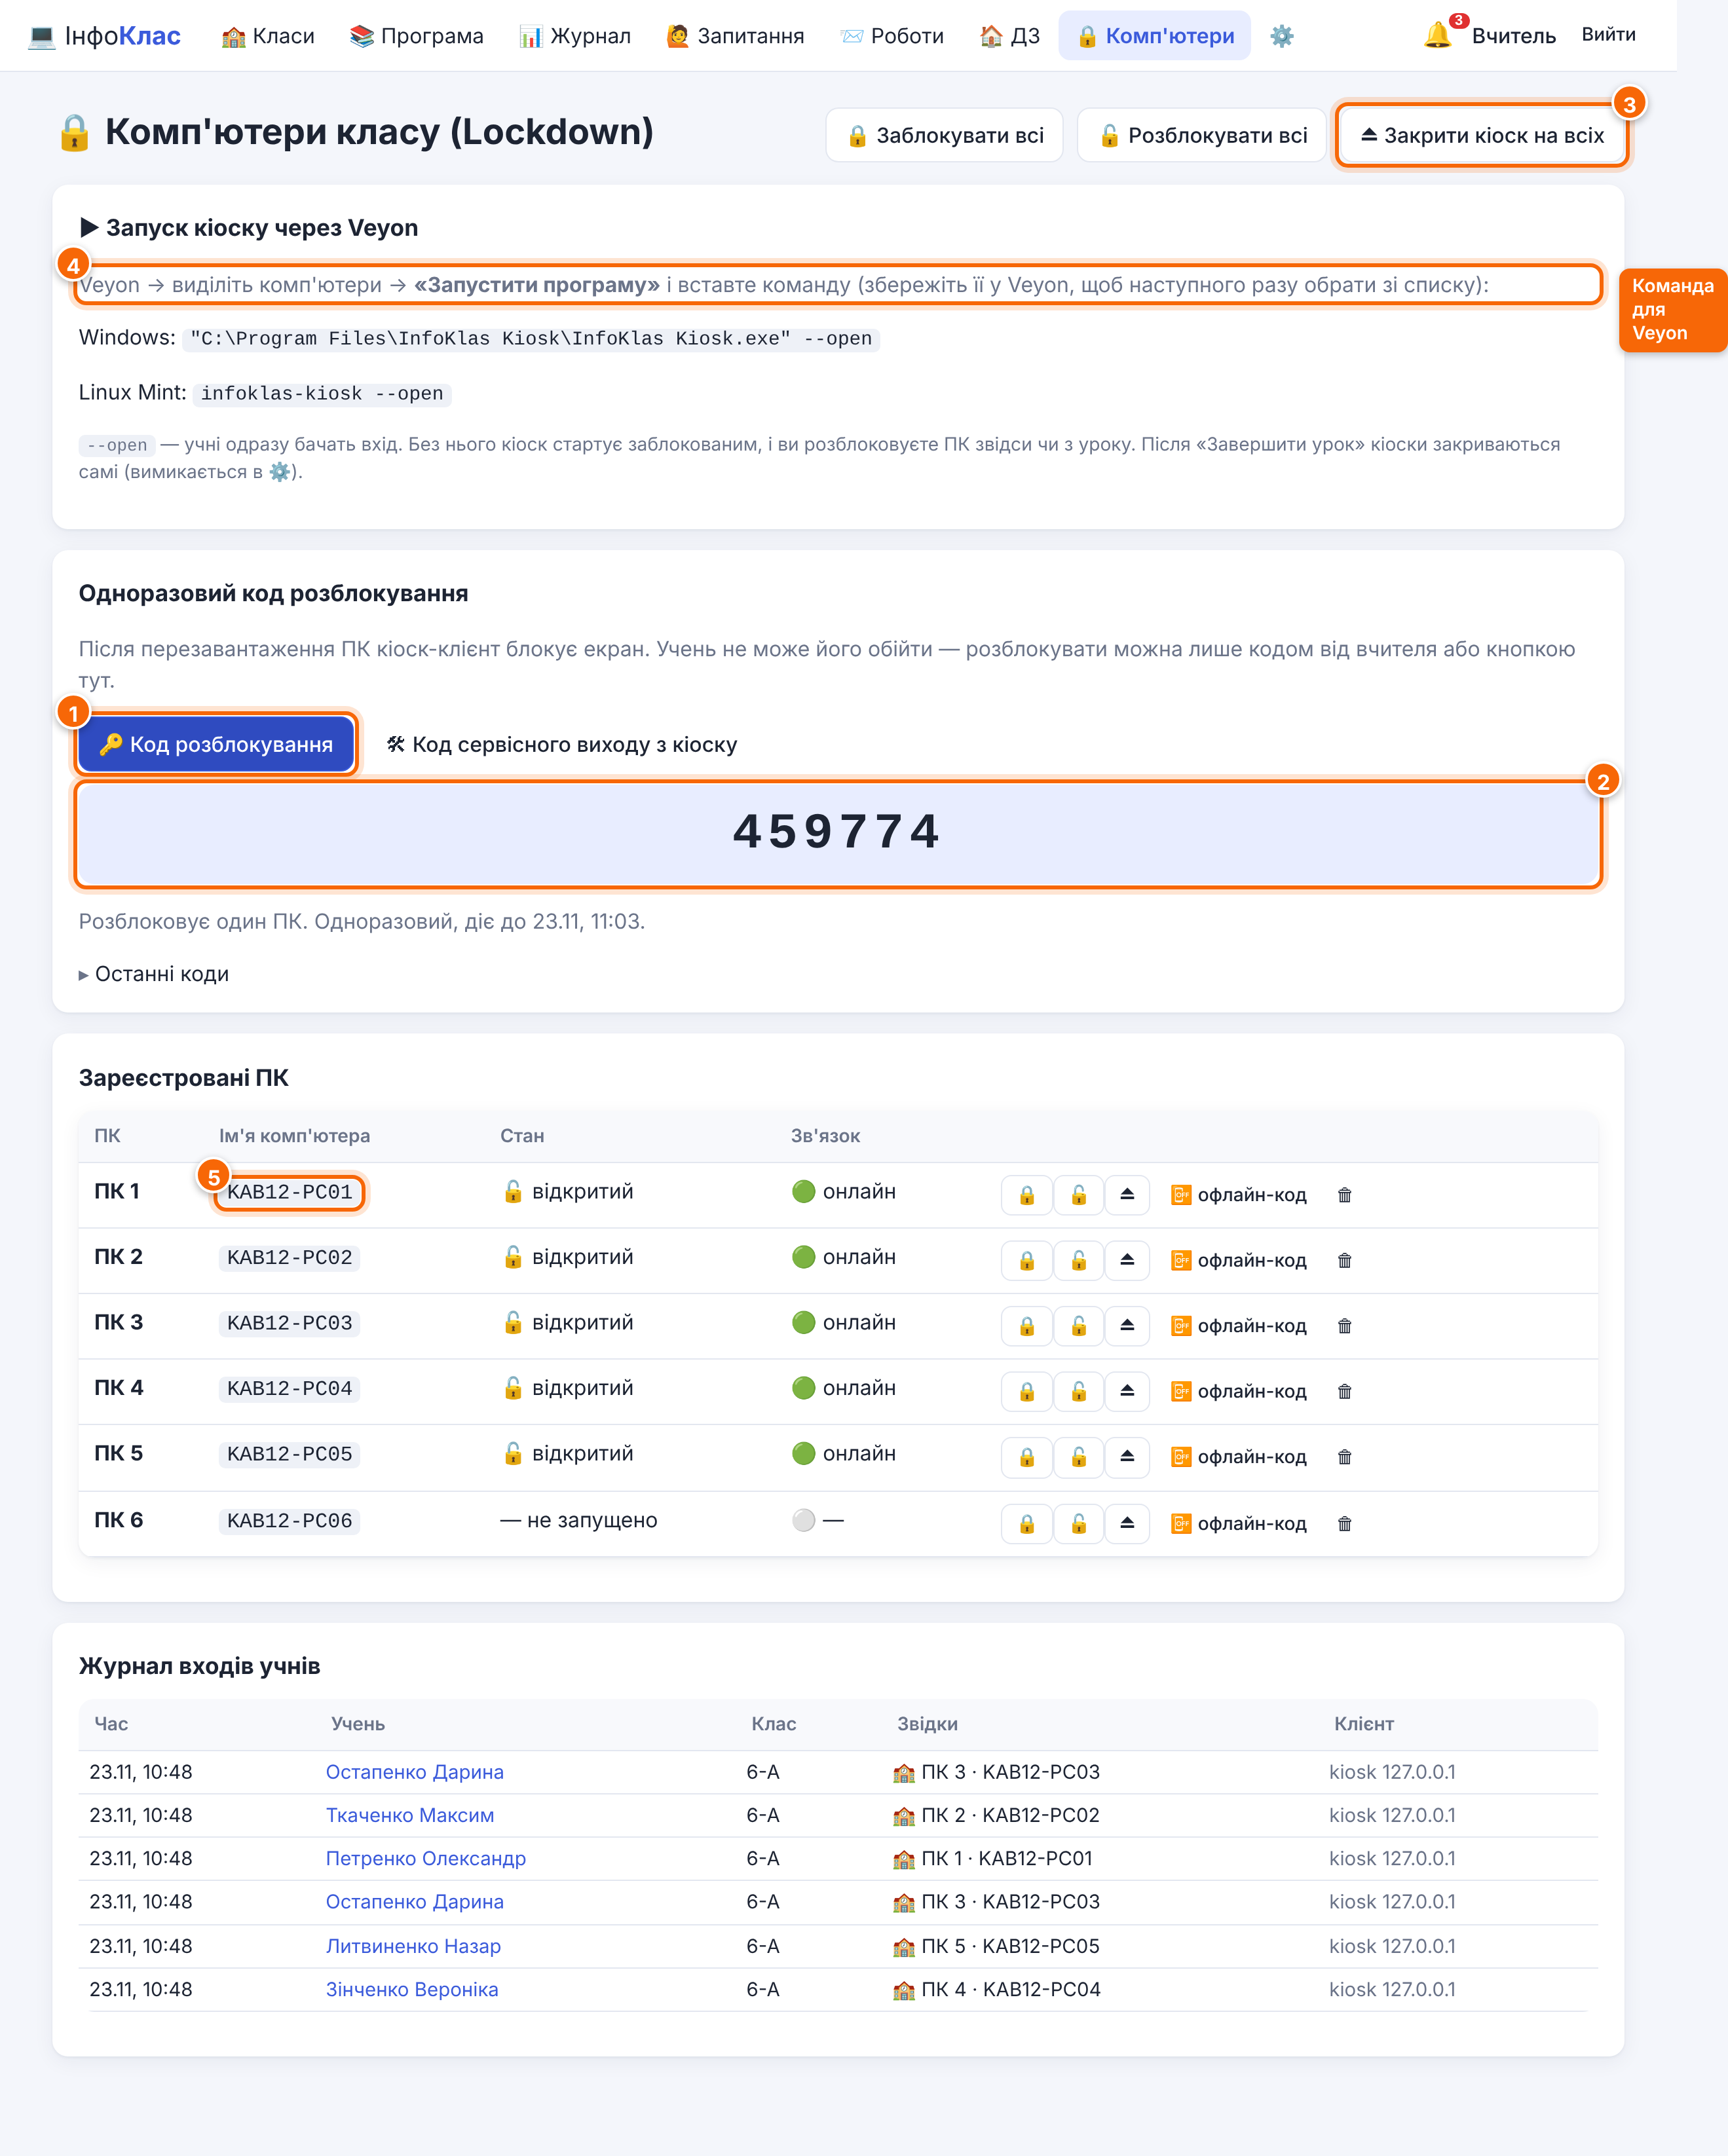 💻 ІнфоКлас 🏫 Класи 📚 Програма 📊 Журнал 🙋 Запитання 📨 Роботи 🏠 ДЗ 🔒 Комп'ютери ⚙️ 🔔 3 Вчитель Вийти
🔒 Комп'ютери класу (Lockdown) 🔒 Заблокувати всі 🔓 Розблокувати всі ⏏ Закрити кіоск на всіх 3
▶ Запуск кіоску через Veyon
4
Veyon → виділіть комп'ютери → «Запустити програму» і вставте команду (збережіть її у Veyon, щоб наступного разу обрати зі списку):
Команда
для
Veyon
Windows: "C:\Program Files\InfoKlas Kiosk\InfoKlas Kiosk.exe" --open
Linux Mint: infoklas-kiosk --open
--open — учні одразу бачать вхід. Без нього кіоск стартує заблокованим, і ви розблоковуєте ПК звідси чи з уроку. Після «Завершити урок» кіоски закриваються
самі (вимикається в ⚙️).
Одноразовий код розблокування
Після перезавантаження ПК кіоск-клієнт блокує екран. Учень не може його обійти — розблокувати можна лише кодом від вчителя або кнопкою
тут.
1
🔑 Код розблокування 🛠 Код сервісного виходу з кіоску
2
459774
Розблоковує один ПК. Одноразовий, діє до 23.11, 11:03.
▸ Останні коди
Зареєстровані ПК
ПК Ім'я комп'ютера Стан Зв'язок
5
ПК 1 KAB12-PC01 🔓 відкритий 🟢 онлайн 🔒 🔓 ⏏ 📴 офлайн-код 🗑
ПК 2 KAB12-PC02 🔓 відкритий 🟢 онлайн 🔒 🔓 ⏏ 📴 офлайн-код 🗑
ПК 3 KAB12-PC03 🔓 відкритий 🟢 онлайн 🔒 🔓 ⏏ 📴 офлайн-код 🗑
ПК 4 KAB12-PC04 🔓 відкритий 🟢 онлайн 🔒 🔓 ⏏ 📴 офлайн-код 🗑
ПК 5 KAB12-PC05 🔓 відкритий 🟢 онлайн 🔒 🔓 ⏏ 📴 офлайн-код 🗑
ПК 6 KAB12-PC06 — не запущено ⚪ — 🔒 🔓 ⏏ 📴 офлайн-код 🗑
Журнал входів учнів
Час Учень Клас Звідки Клієнт
23.11, 10:48 Остапенко Дарина 6-А 🏫 ПК 3 · KAB12-PC03 kiosk 127.0.0.1
23.11, 10:48 Ткаченко Максим 6-А 🏫 ПК 2 · KAB12-PC02 kiosk 127.0.0.1
23.11, 10:48 Петренко Олександр 6-А 🏫 ПК 1 · KAB12-PC01 kiosk 127.0.0.1
23.11, 10:48 Остапенко Дарина 6-А 🏫 ПК 3 · KAB12-PC03 kiosk 127.0.0.1
23.11, 10:48 Литвиненко Назар 6-А 🏫 ПК 5 · KAB12-PC05 kiosk 127.0.0.1
23.11, 10:48 Зінченко Вероніка 6-А 🏫 ПК 4 · KAB12-PC04 kiosk 127.0.0.1